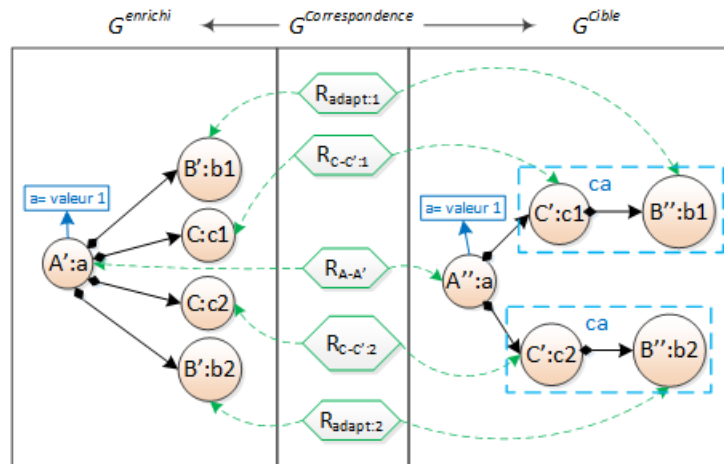 G^enrichi G^Correspondence G^Cible
R_adapt:1
B':b1
R_C-C':1
ca
a= valeur 1
C':c1
B'':b1
a= valeur 1
C:c1
A':a
R_A-A'
A'':a
C:c2
ca
R_C-C':2
C':c2
B'':b2
B':b2
R_adapt:2